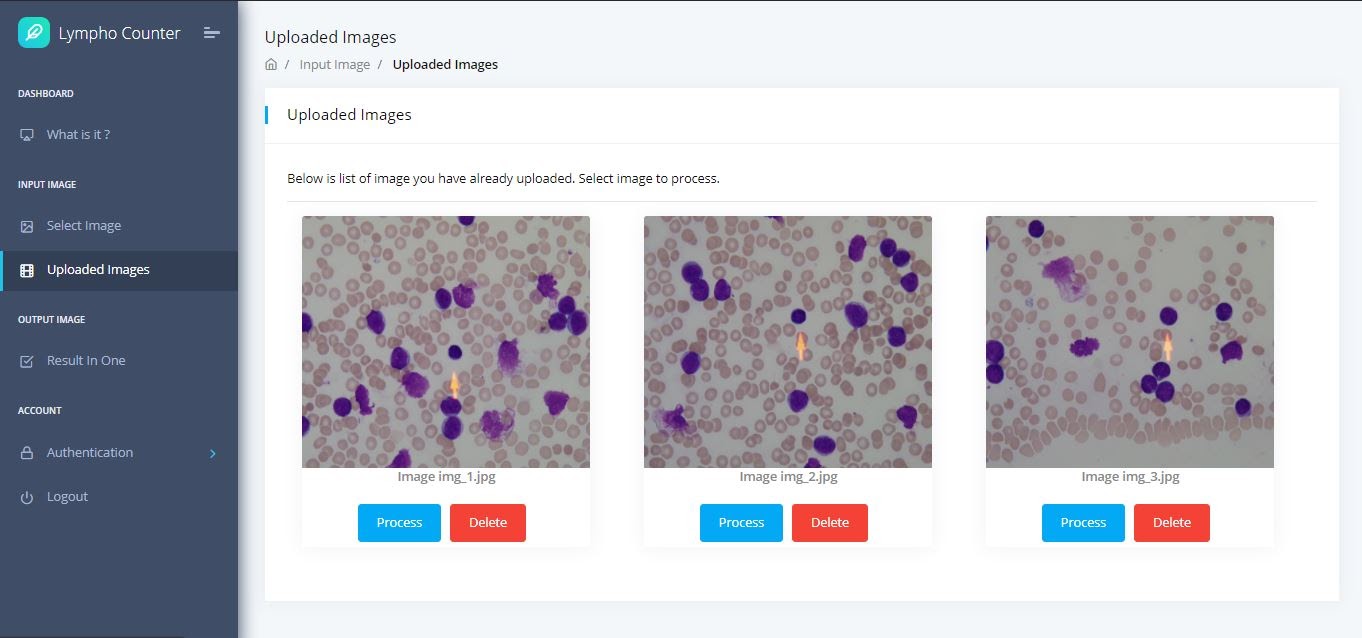 Lympho Counter
DASHBOARD
What is it ?
INPUT IMAGE
Select Image
Uploaded Images
OUTPUT IMAGE
Result In One
ACCOUNT
Authentication
Logout
Uploaded Images
/ Input Image / Uploaded Images
Uploaded Images
Below is list of image you have already uploaded. Select image to process.
Image img_1.jpg
Process Delete
Image img_2.jpg
Process Delete
Image img_3.jpg
Process Delete